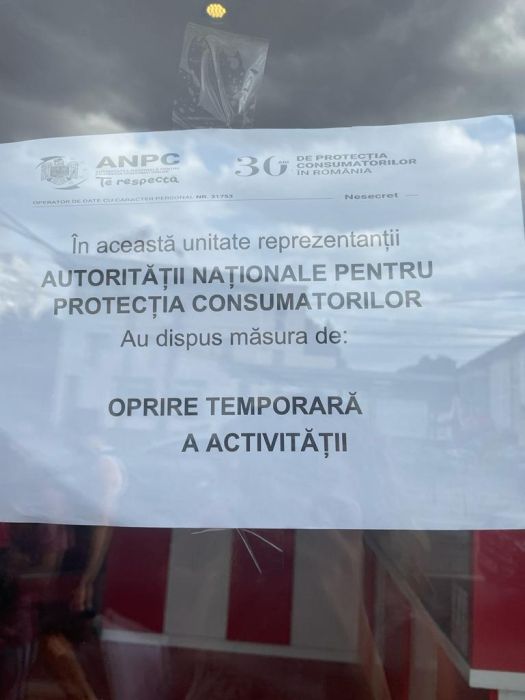 ANPC
Te respectă
30 ANI DE PROTECȚIA
CONSUMATORILOR
ÎN ROMÂNIA
OPERATOR DE DATE CU CARACTER PERSONAL NR. 31753
Nesecret
În această unitate reprezentanții
AUTORITĂȚII NAȚIONALE PENTRU
PROTECȚIA CONSUMATORILOR
Au dispus măsura de:
OPRIRE TEMPORARĂ
A ACTIVITĂȚII